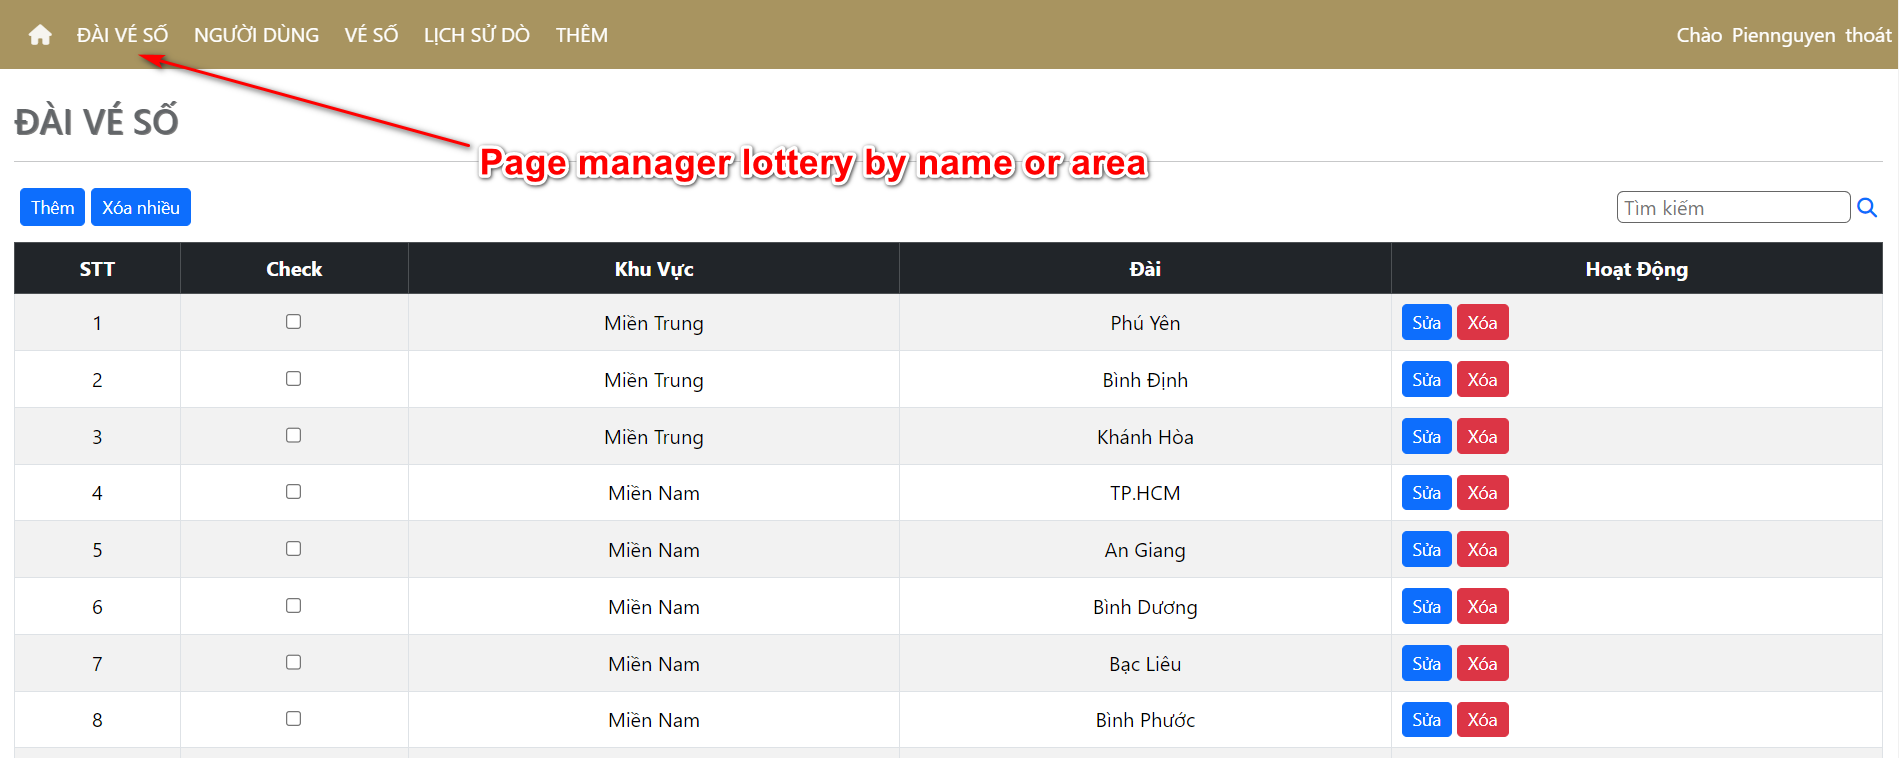 ĐÀI VÉ SỐ NGƯỜI DÙNG VÉ SỐ LỊCH SỬ DÒ THÊM Chào Piennguyen thoát
ĐÀI VÉ SỐ
Page manager lottery by name or area
Thêm Xóa nhiều Tìm kiếm
STT Check Khu Vực Đài Hoạt Động
1 Miền Trung Phú Yên Sửa Xóa
2 Miền Trung Bình Định Sửa Xóa
3 Miền Trung Khánh Hòa Sửa Xóa
4 Miền Nam TP.HCM Sửa Xóa
5 Miền Nam An Giang Sửa Xóa
6 Miền Nam Bình Dương Sửa Xóa
7 Miền Nam Bạc Liêu Sửa Xóa
8 Miền Nam Bình Phước Sửa Xóa